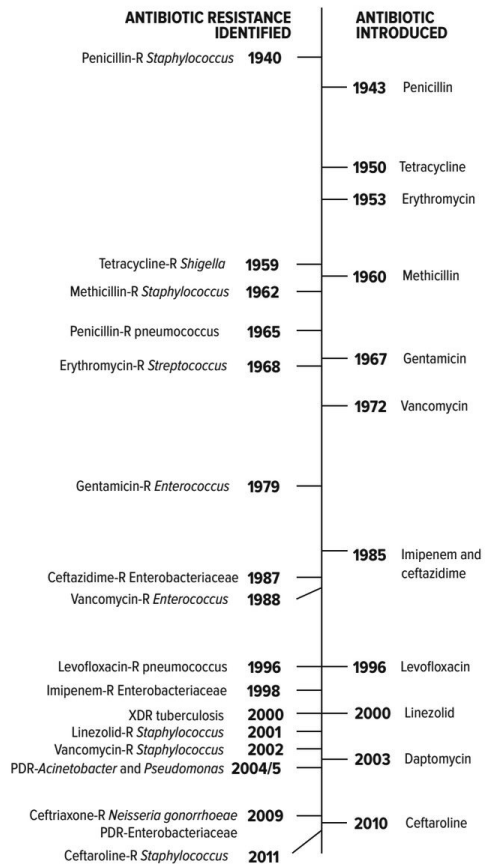 ANTIBIOTIC RESISTANCE
IDENTIFIED
ANTIBIOTIC
INTRODUCED
Penicillin-R Staphylococcus 1940
1943 Penicillin
1950 Tetracycline
1953 Erythromycin
Tetracycline-R Shigella 1959
1960 Methicillin
Methicillin-R Staphylococcus 1962
Penicillin-R pneumococcus 1965
1967 Gentamicin
Erythromycin-R Streptococcus 1968
1972 Vancomycin
Gentamicin-R Enterococcus 1979
1985 Imipenem and
ceftazidime
Ceftazidime-R Enterobacteriaceae 1987
Vancomycin-R Enterococcus 1988
Levofloxacin-R pneumococcus 1996
1996 Levofloxacin
Imipenem-R Enterobacteriaceae 1998
XDR tuberculosis 2000
2000 Linezolid
Linezolid-R Staphylococcus 2001
Vancomycin-R Staphylococcus 2002
2003 Daptomycin
PDR-Acinetobacter and Pseudomonas 2004/5
Ceftriaxone-R Neisseria gonorrhoeae 2009
PDR-Enterobacteriaceae
2010 Ceftaroline
Ceftaroline-R Staphylococcus 2011